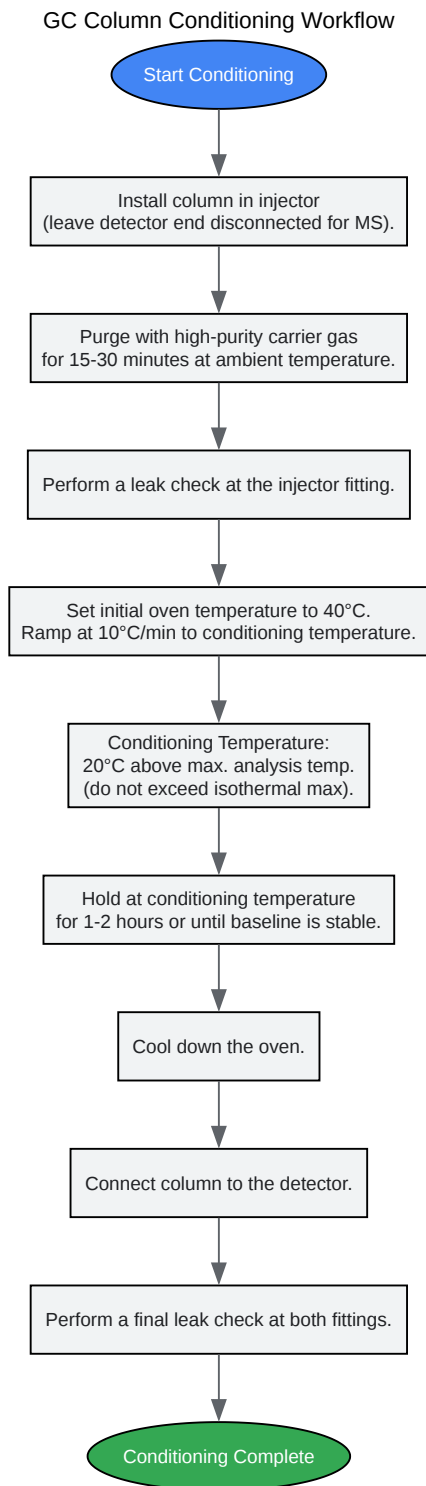 GC Column Conditioning Workflow
Start Conditioning
Install column in injector
(leave detector end disconnected for MS).
Purge with high-purity carrier gas
for 15-30 minutes at ambient temperature.
Perform a leak check at the injector fitting.
Set initial oven temperature to 40°C.
Ramp at 10°C/min to conditioning temperature.
Conditioning Temperature:
20°C above max. analysis temp.
(do not exceed isothermal max).
Hold at conditioning temperature
for 1-2 hours or until baseline is stable.
Cool down the oven.
Connect column to the detector.
Perform a final leak check at both fittings.
Conditioning Complete